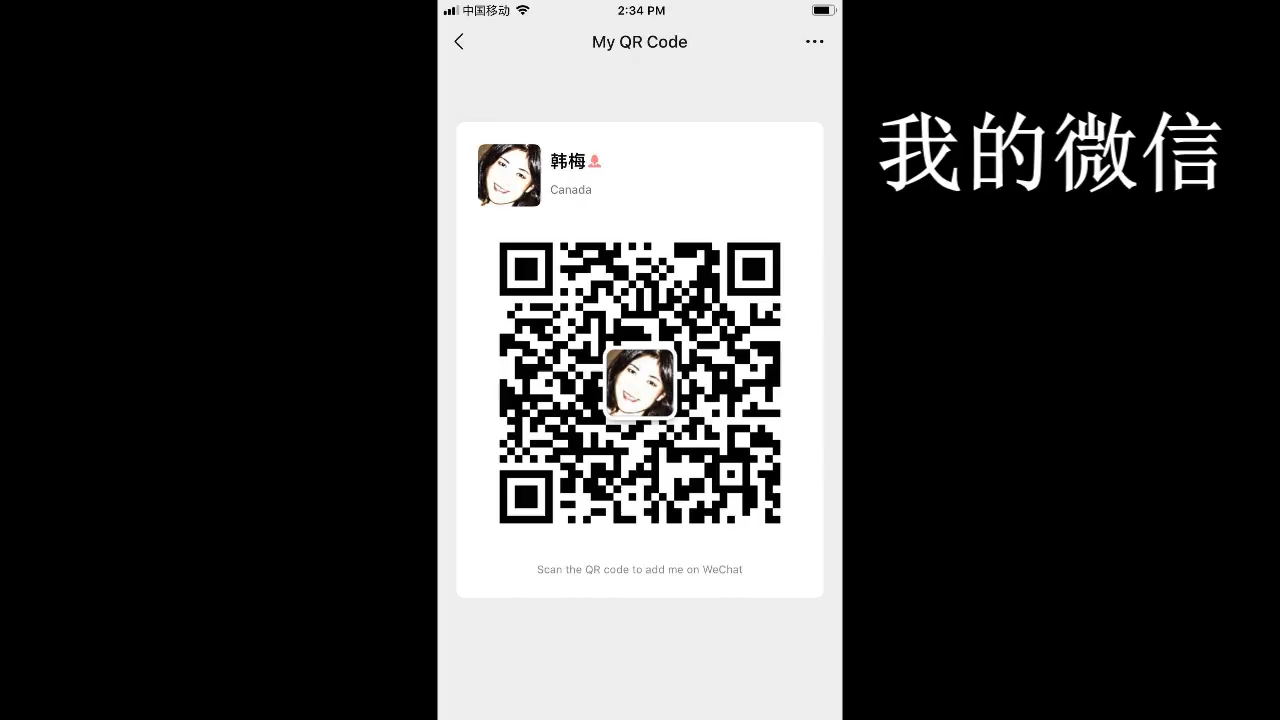 中国移动
2:34 PM
My QR Code
我的微信
韩梅
Canada
Scan the QR code to add me on WeChat